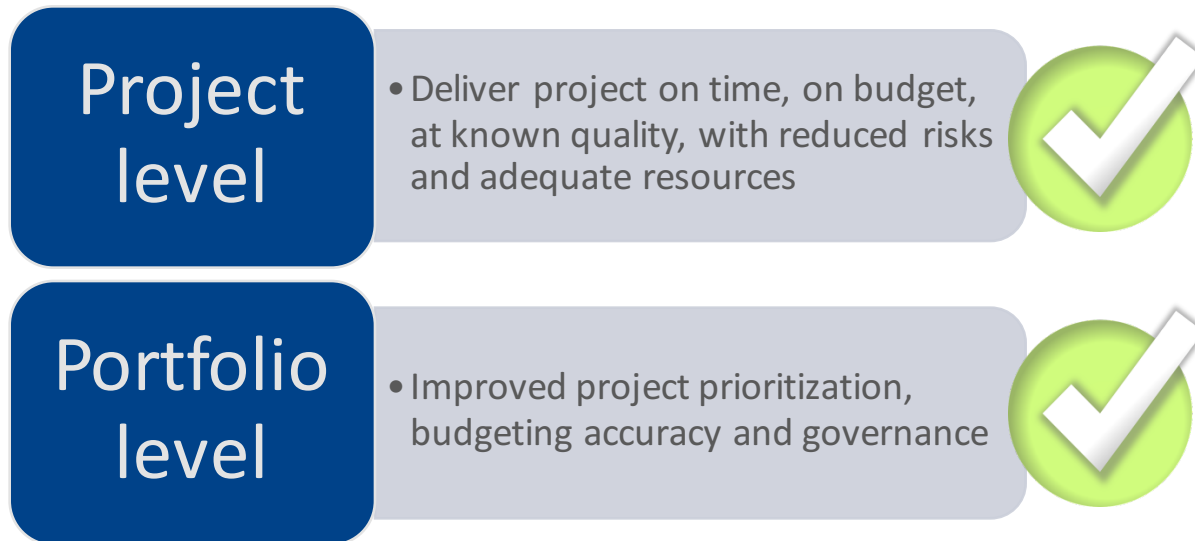 Project
level
• Deliver project on time, on budget,
at known quality, with reduced risks
and adequate resources
Portfolio
level
• Improved project prioritization,
budgeting accuracy and governance